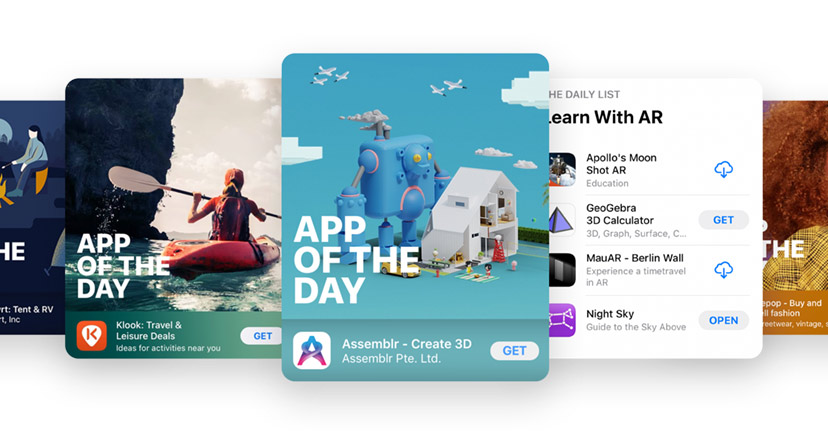 HE
rt: Tent & RV
rt, Inc
APP
OF THE
DAY
Klook: Travel &
Leisure Deals
Ideas for activities near you
GET
APP
OF THE
DAY
Assemblr - Create 3D
Assemblr Pte. Ltd.
GET
HE DAILY LIST
earn With AR
Apollo's Moon
Shot AR
Education
GeoGebra
3D Calculator
3D, Graph, Surface, C...
GET
MauAR - Berlin Wall
Experience a timetravel
in AR
Night Sky
Guide to the Sky Above
OPEN
THE
epop - Buy and
ell fashion
reetwear, vintage, s